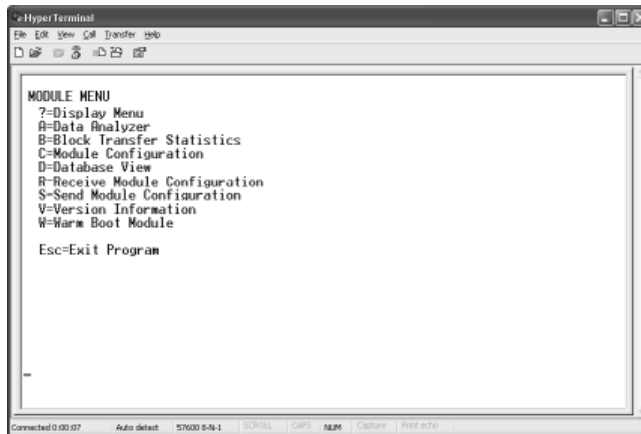 HyperTerminal
File Edit View Call Transfer Help
MODULE MENU
?=Display Menu
A=Data Analyzer
B=Block Transfer Statistics
C=Module Configuration
D=Database View
R=Receive Module Configuration
S=Send Module Configuration
V=Version Information
W=Warm Boot Module
Esc=Exit Program
Connected 0:00:07 Auto detect 57600 8-N-1 SCROLL CAPS NUM Capture Print echo